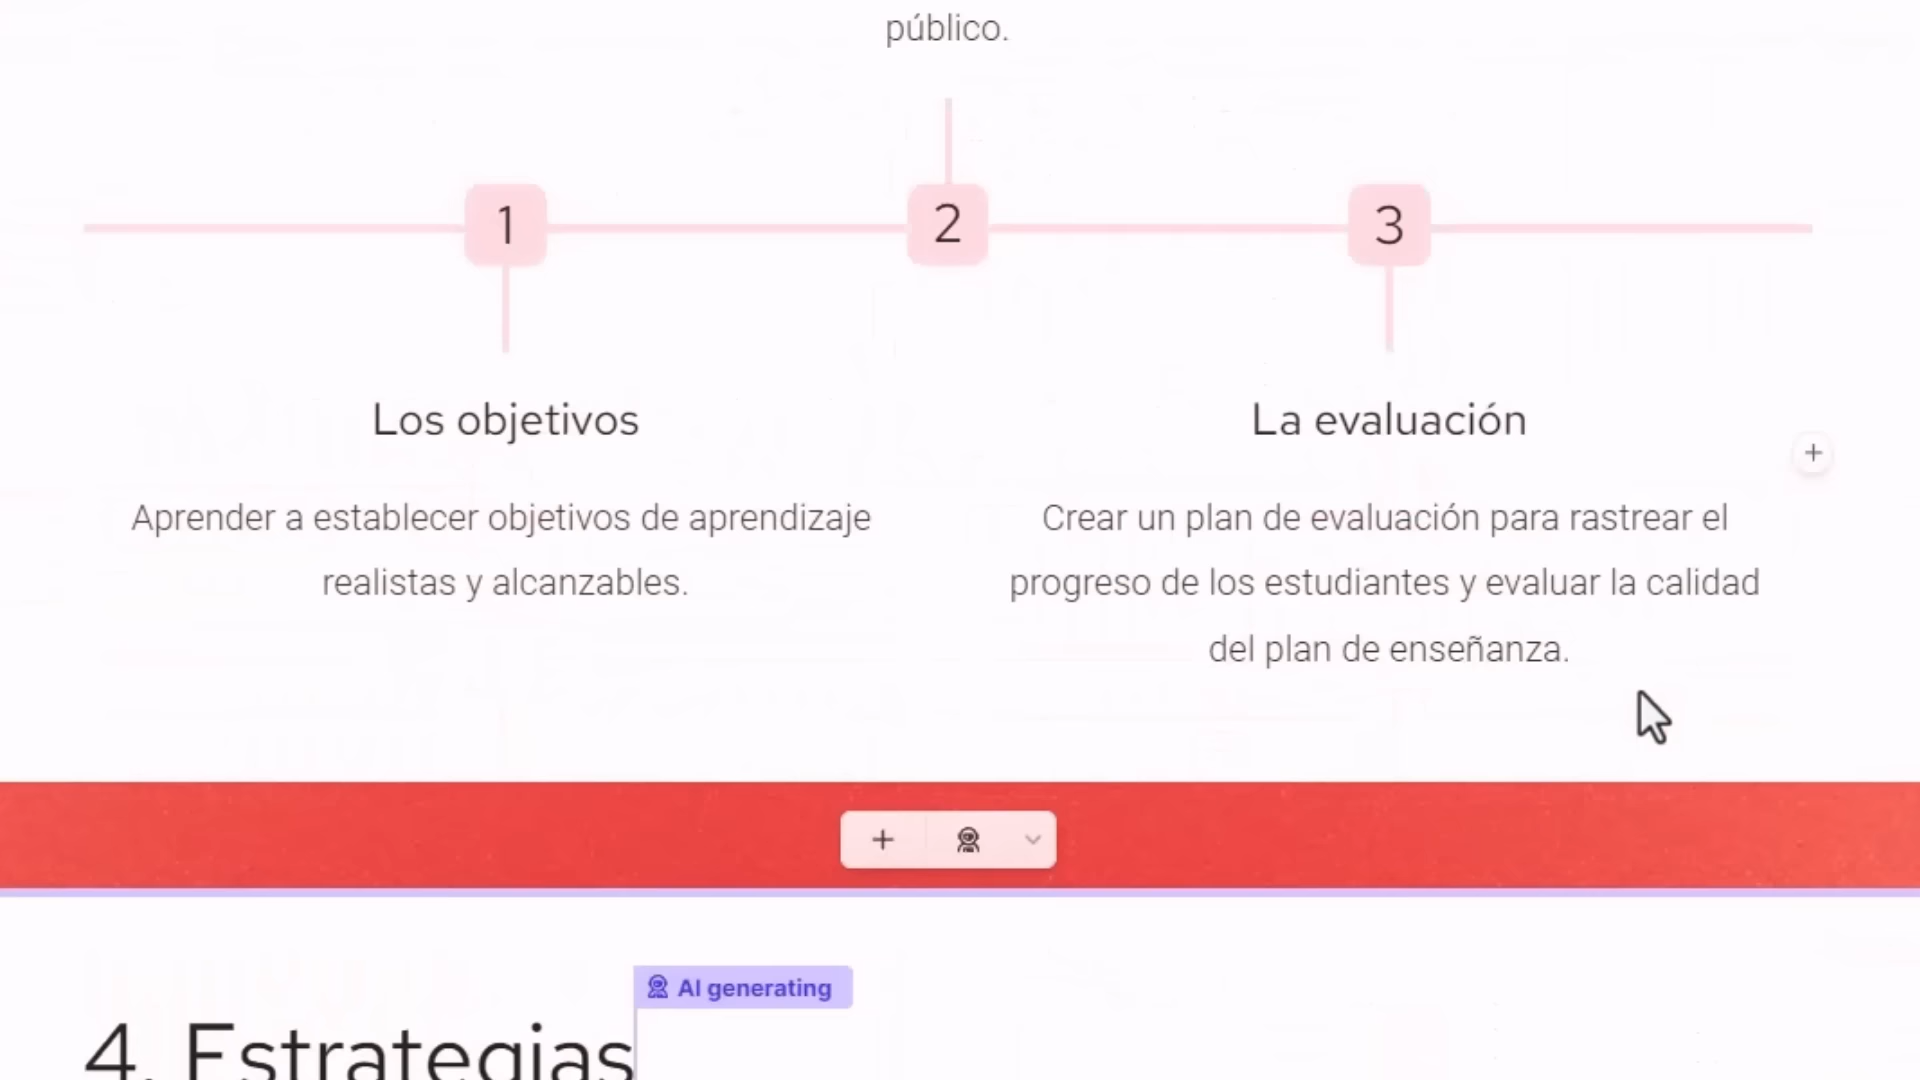 público.
1
2
3
Los objetivos
La evaluación
Aprender a establecer objetivos de aprendizaje
realistas y alcanzables.
Crear un plan de evaluación para rastrear el
progreso de los estudiantes y evaluar la calidad
del plan de enseñanza.
AI generating
4. Estrategias